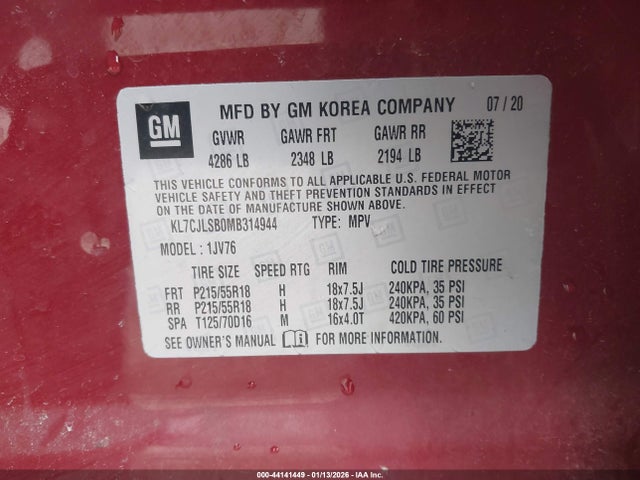 GM
MFD BY GM KOREA COMPANY 07 / 20
GVWR GAWR FRT GAWR RR
4286 LB 2348 LB 2194 LB
THIS VEHICLE CONFORMS TO ALL APPLICABLE U.S. FEDERAL MOTOR
VEHICLE SAFETY AND THEFT PREVENTION STANDARDS IN EFFECT
ON DATE OF MANUFACTURE SHOWN ABOVE.
KL7CJLSB0MB314944 TYPE: MPV
MODEL : 1JV76
TIRE SIZE SPEED RTG RIM COLD TIRE PRESSURE
FRT P215/55R18 H 18x7.5J 240KPA, 35 PSI
RR P215/55R18 H 18x7.5J 240KPA, 35 PSI
SPA T125/70D16 M 16x4.0T 420KPA, 60 PSI
SEE OWNER'S MANUAL FOR MORE INFORMATION.
000-44141449 | 01/13/2026 - IAA Inc.